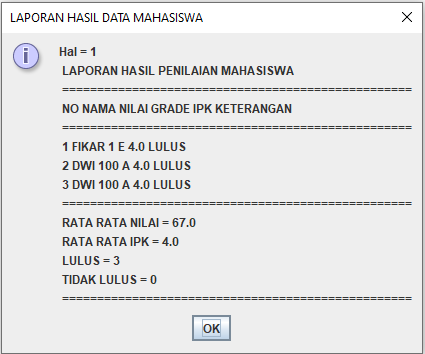 LAPORAN HASIL DATA MAHASISWA
Hal = 1
LAPORAN HASIL PENILAIAN MAHASISWA
==================================================
NO NAMA NILAI GRADE IPK KETERANGAN
==================================================
1 FIKAR 1 E 4.0 LULUS
2 DWI 100 A 4.0 LULUS
3 DWI 100 A 4.0 LULUS
==================================================
RATA RATA NILAI = 67.0
RATA RATA IPK = 4.0
LULUS = 3
TIDAK LULUS = 0
==================================================
OK